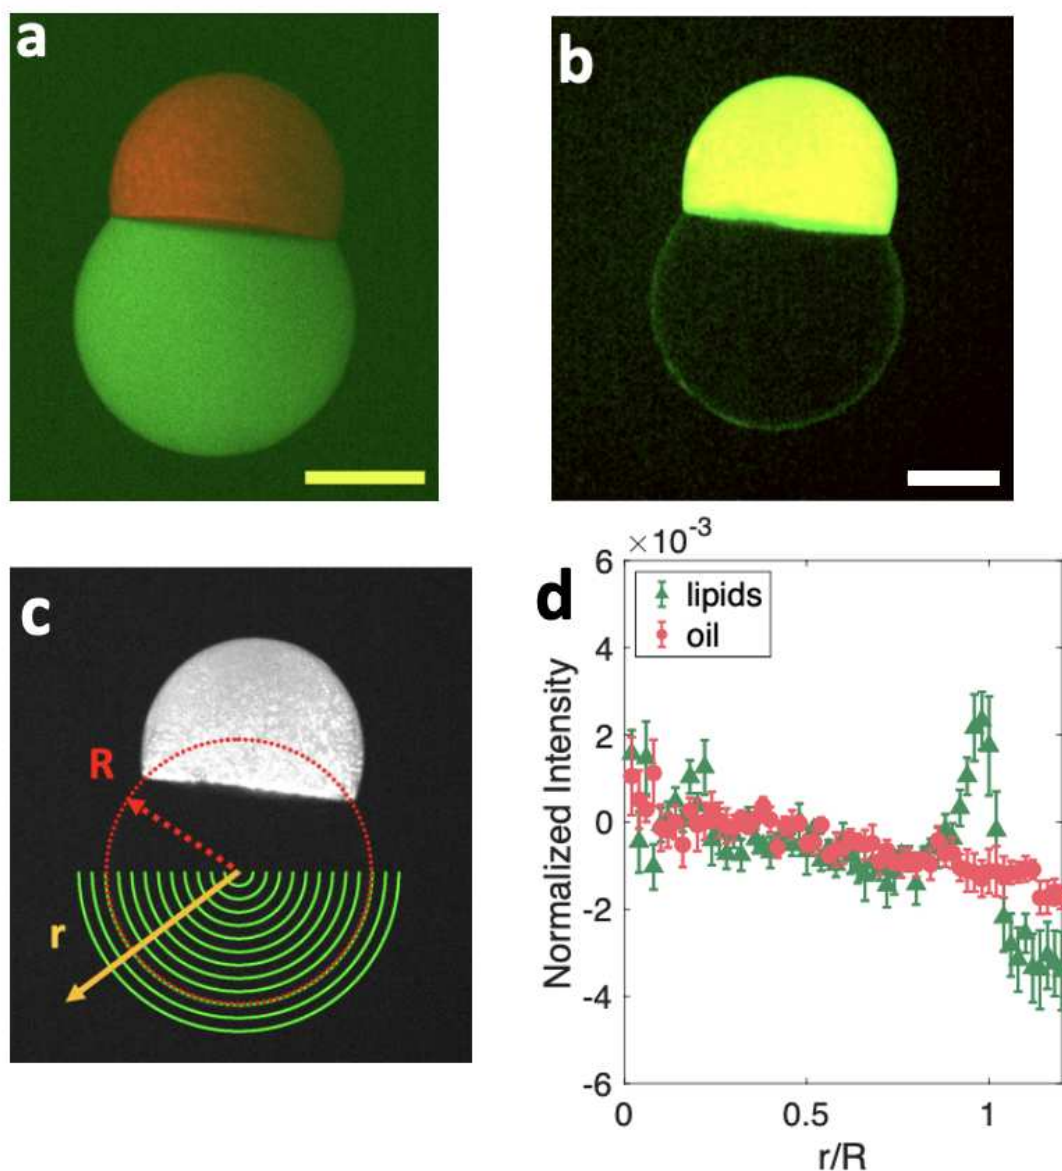 a
b
c
R
r
d
×10⁻³
6
4
2
0
-2
-4
-6
Normalized Intensity
lipids
oil
0
0.5
1
r/R